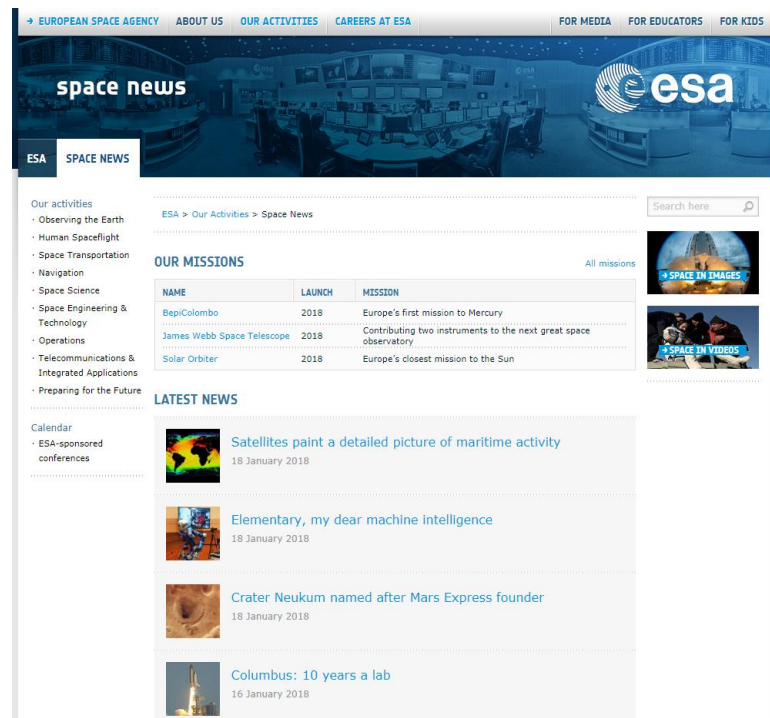 → EUROPEAN SPACE AGENCY ABOUT US OUR ACTIVITIES CAREERS AT ESA FOR MEDIA FOR EDUCATORS FOR KIDS
space news
esa
ESA SPACE NEWS
Our activities
· Observing the Earth
· Human Spaceflight
· Space Transportation
· Navigation
· Space Science
· Space Engineering &
Technology
· Operations
· Telecommunications &
Integrated Applications
· Preparing for the Future
Calendar
· ESA-sponsored
conferences
ESA > Our Activities > Space News
OUR MISSIONS All missions
NAME LAUNCH MISSION
BepiColombo 2018 Europe's first mission to Mercury
James Webb Space Telescope 2018 Contributing two instruments to the next great space
observatory
Solar Orbiter 2018 Europe's closest mission to the Sun
LATEST NEWS
Satellites paint a detailed picture of maritime activity
18 January 2018
Elementary, my dear machine intelligence
18 January 2018
Crater Neukum named after Mars Express founder
18 January 2018
Columbus: 10 years a lab
16 January 2018
Search here
→ SPACE IN IMAGES
→ SPACE IN VIDEOS